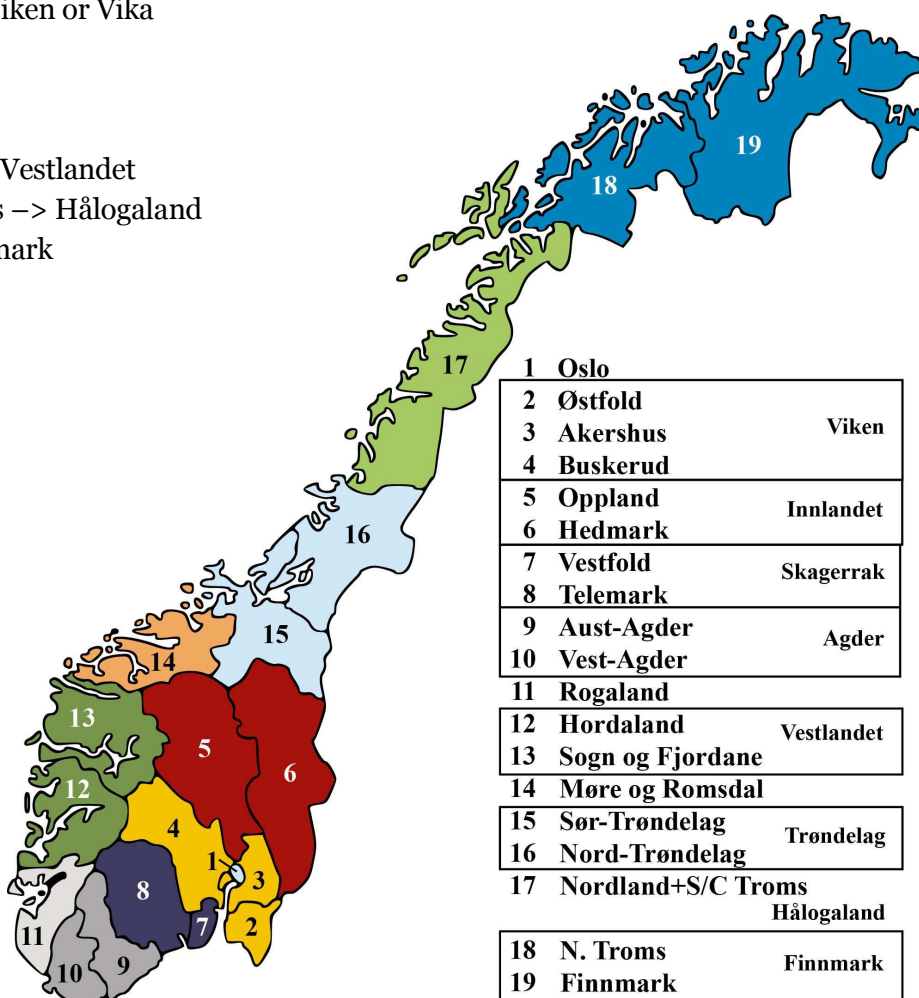 iken or Vika
Vestlandet
s –> Hålogaland
nark
19
18
17
16
15
14
13
12
5
6
4
1
3
8
7
2
11
10
9
1 Oslo
2 Østfold
3 Akershus Viken
4 Buskerud
5 Oppland Innlandet
6 Hedmark
7 Vestfold Skagerrak
8 Telemark
9 Aust-Agder Agder
10 Vest-Agder
11 Rogaland
12 Hordaland Vestlandet
13 Sogn og Fjordane
14 Møre og Romsdal
15 Sør-Trøndelag Trøndelag
16 Nord-Trøndelag
17 Nordland+S/C Troms
Hålogaland
18 N. Troms Finnmark
19 Finnmark